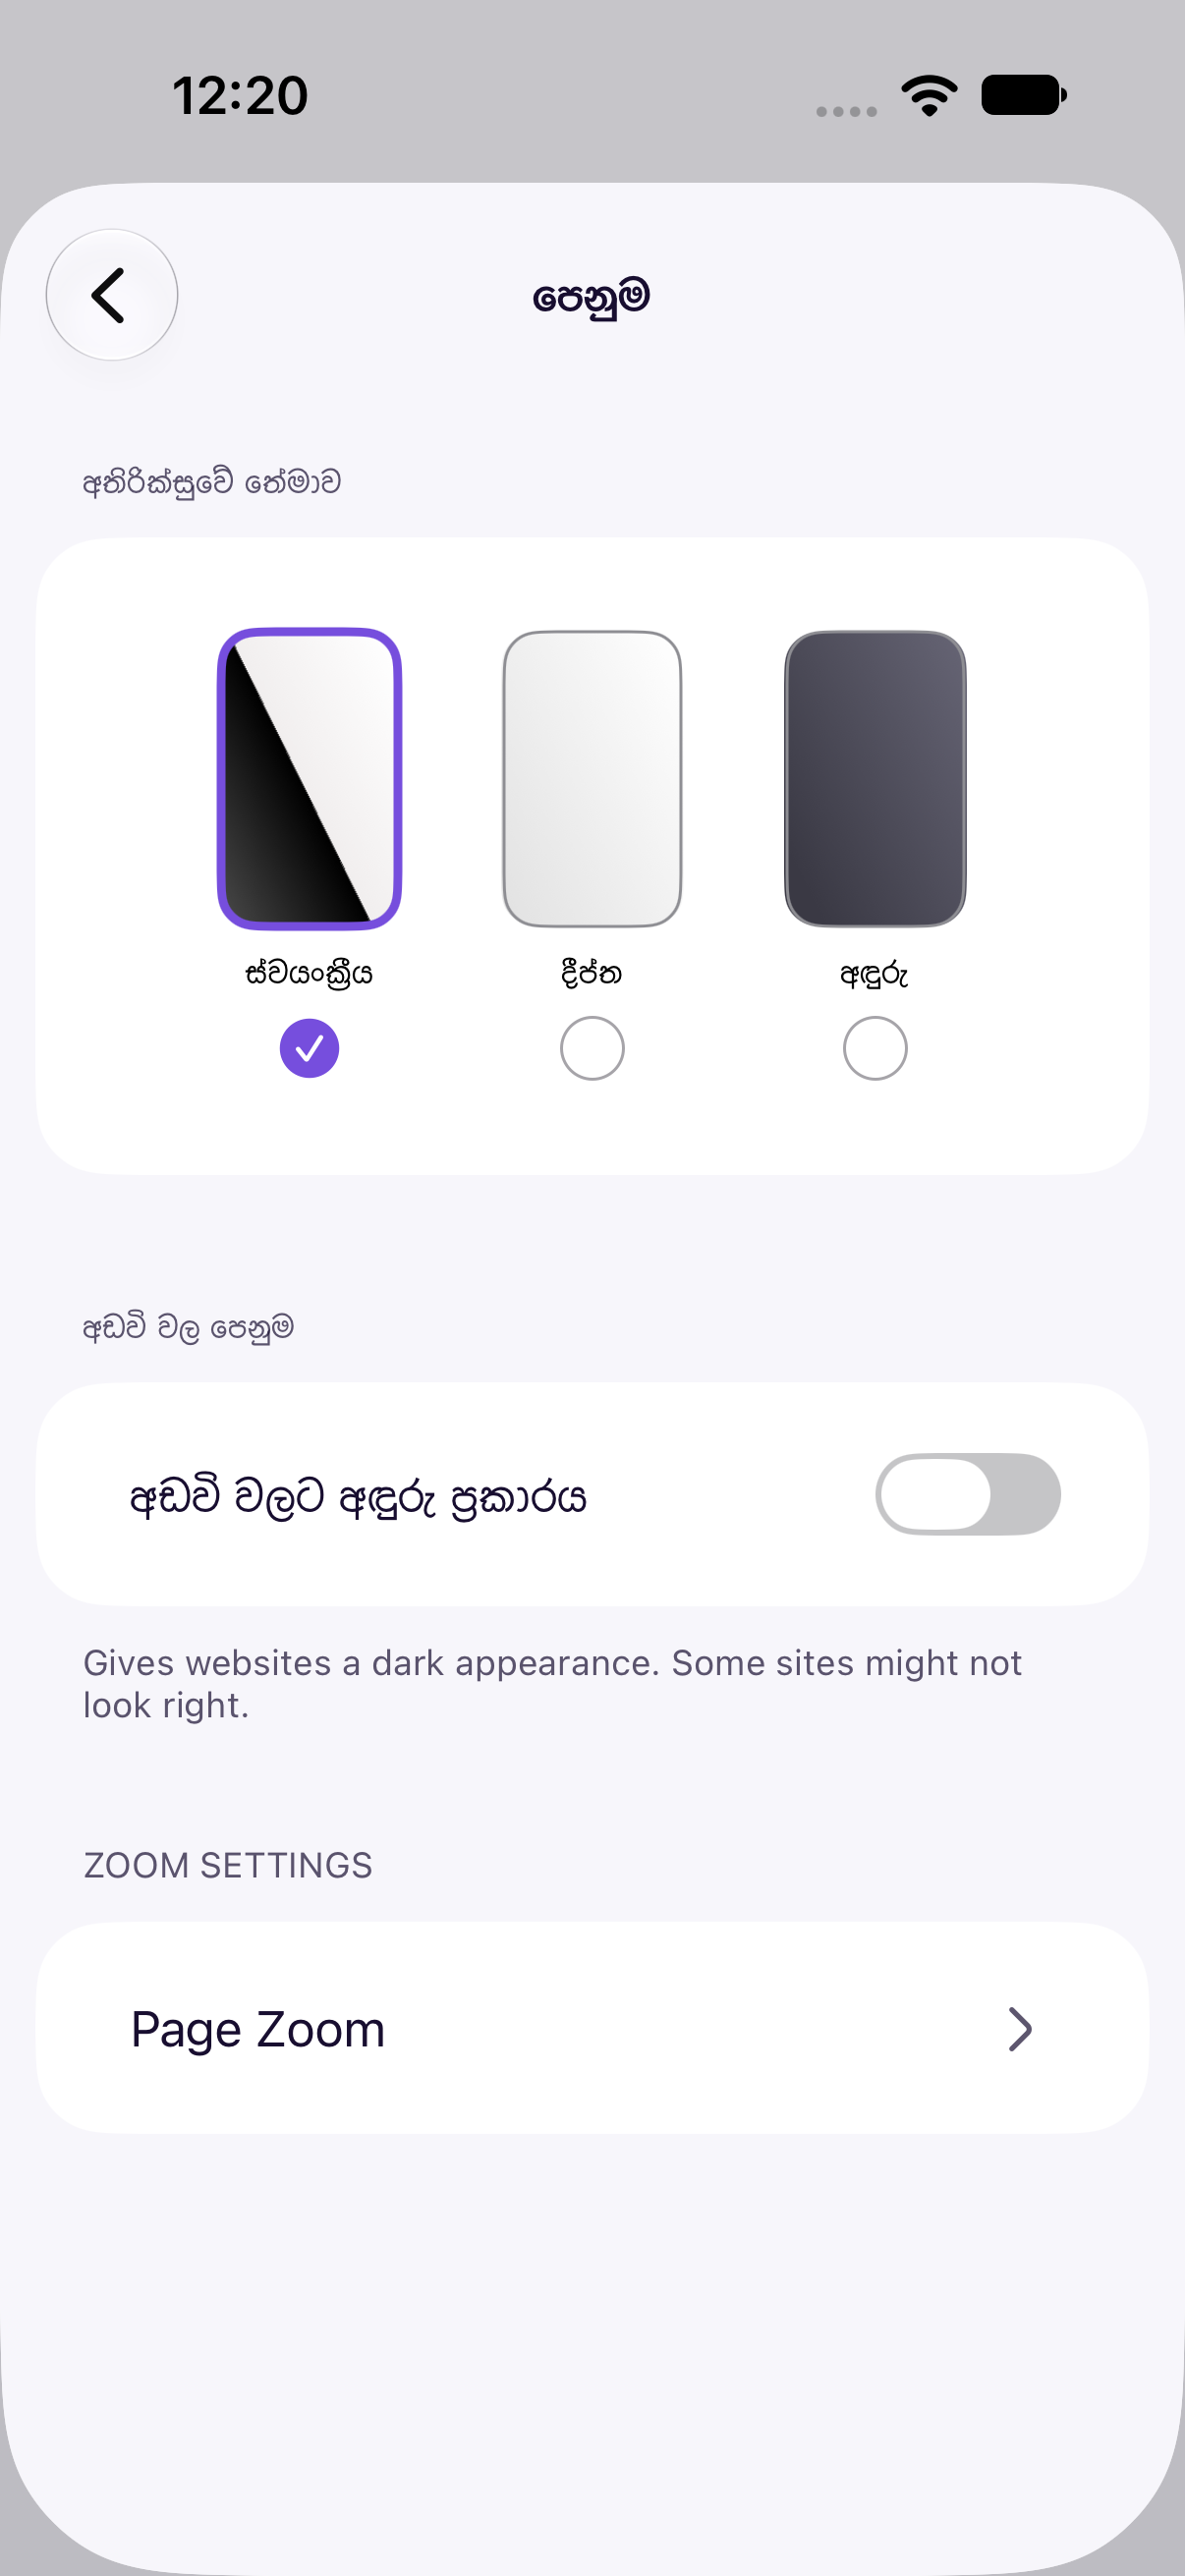 12:20
පෙනුම
අතිරික්සුවේ තේමාව
ස්වයංක්‍රීය
දීප්ත
අඳුරු
අඩවි වල පෙනුම
අඩවි වලට අඳුරු ප්‍රකාරය
Gives websites a dark appearance. Some sites might not
look right.
ZOOM SETTINGS
Page Zoom